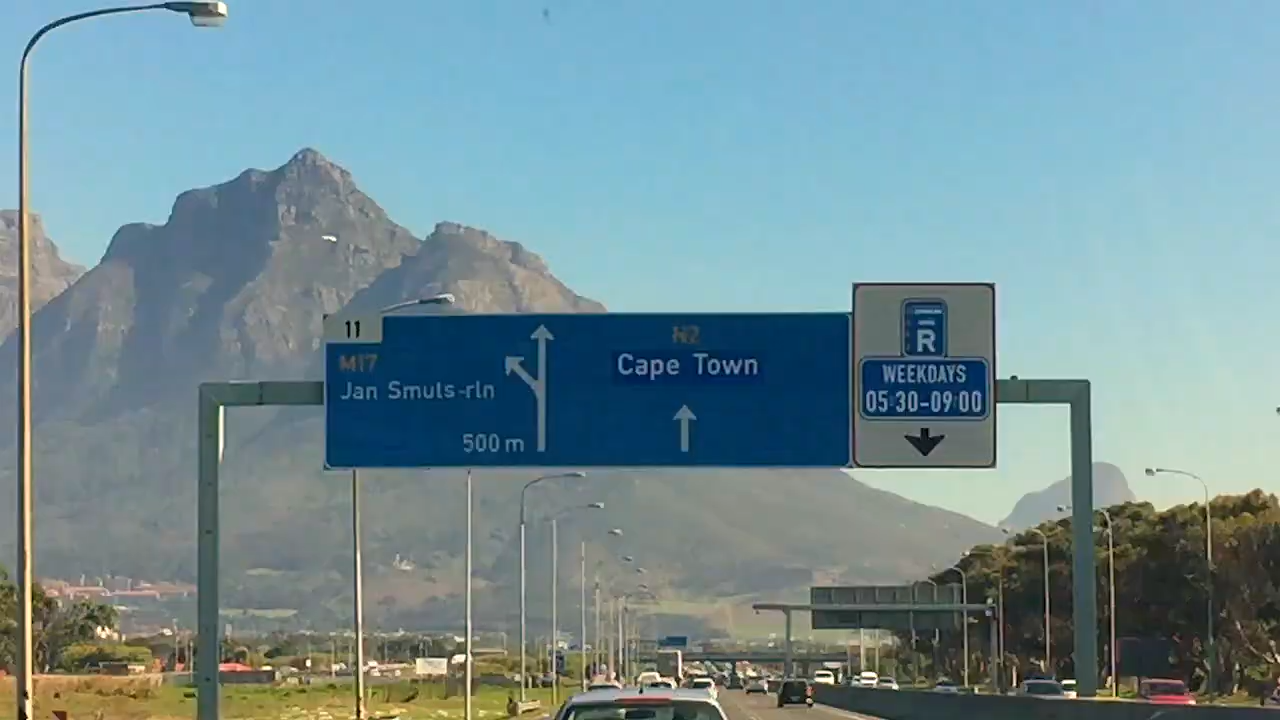 11
M17
Jan Smuts-rln
500 m
N2
Cape Town
R
WEEKDAYS
05:30-09:00